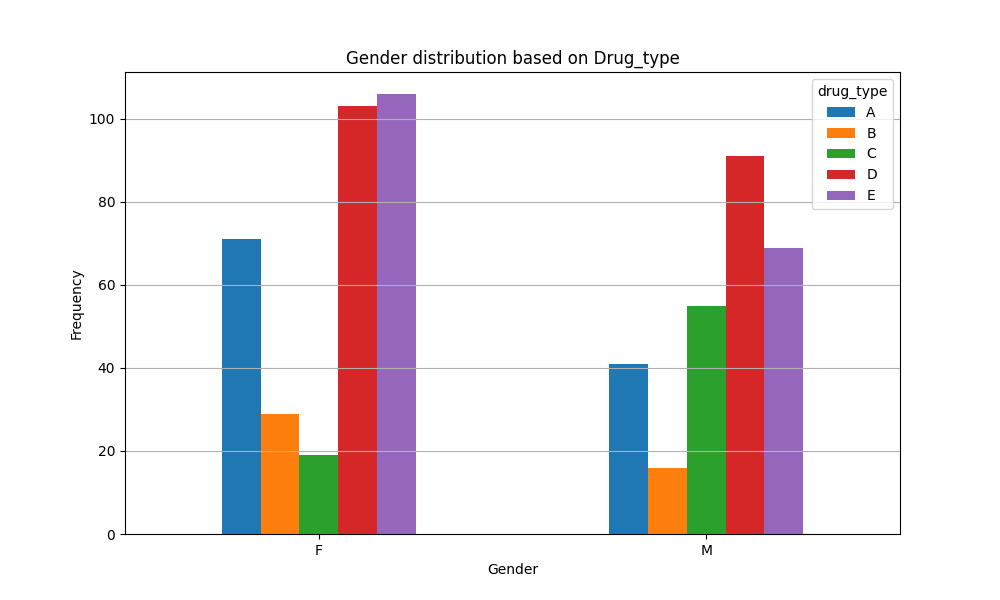 Gender distribution based on Drug_type
drug_type
A
B
C
D
E
100
80
60
40
20
0
Frequency
F
M
Gender